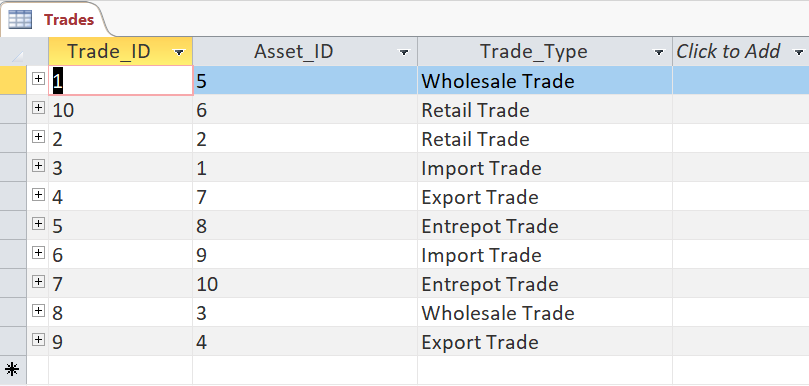 Trades
Trade_ID Asset_ID Trade_Type Click to Add
1 5 Wholesale Trade
10 6 Retail Trade
2 2 Retail Trade
3 1 Import Trade
4 7 Export Trade
5 8 Entrepot Trade
6 9 Import Trade
7 10 Entrepot Trade
8 3 Wholesale Trade
9 4 Export Trade